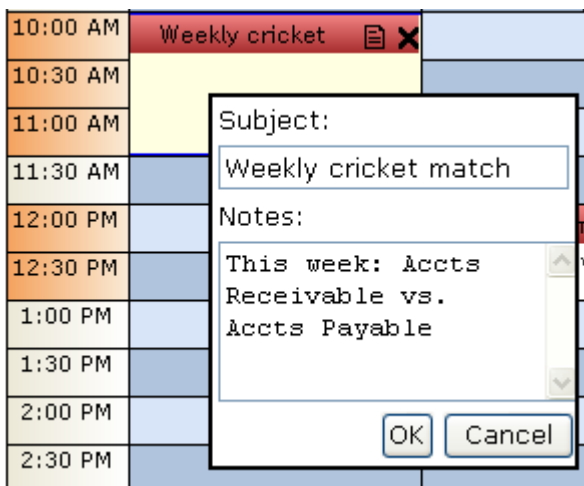 10:00 AM
Weekly cricket
10:30 AM
11:00 AM
Subject:
11:30 AM
Weekly cricket match
12:00 PM
Notes:
12:30 PM
This week: Accts
Receivable vs.
1:00 PM
Accts Payable
1:30 PM
2:00 PM
OK
Cancel
2:30 PM